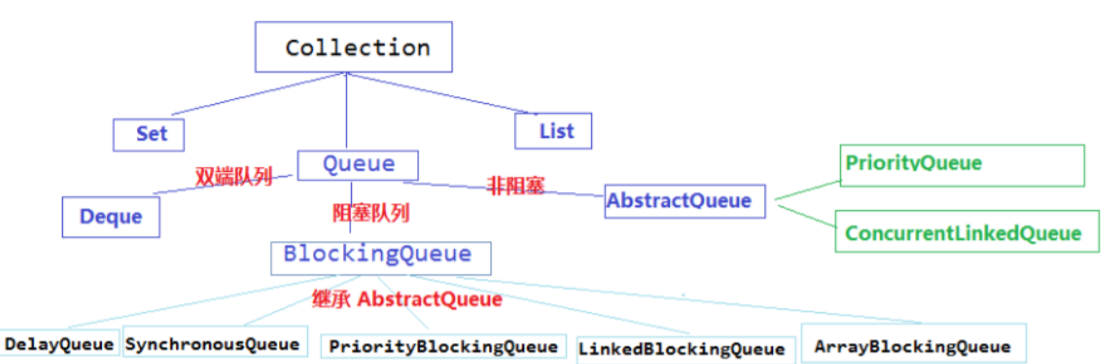 Collection
Set
List
Queue
双端队列
非阻塞
PriorityQueue
Deque
阻塞队列
AbstractQueue
ConcurrentLinkedQueue
BlockingQueue
继承 AbstractQueue
DelayQueue
SynchronousQueue
PriorityBlockingQueue
LinkedBlockingQueue
ArrayBlockingQueue